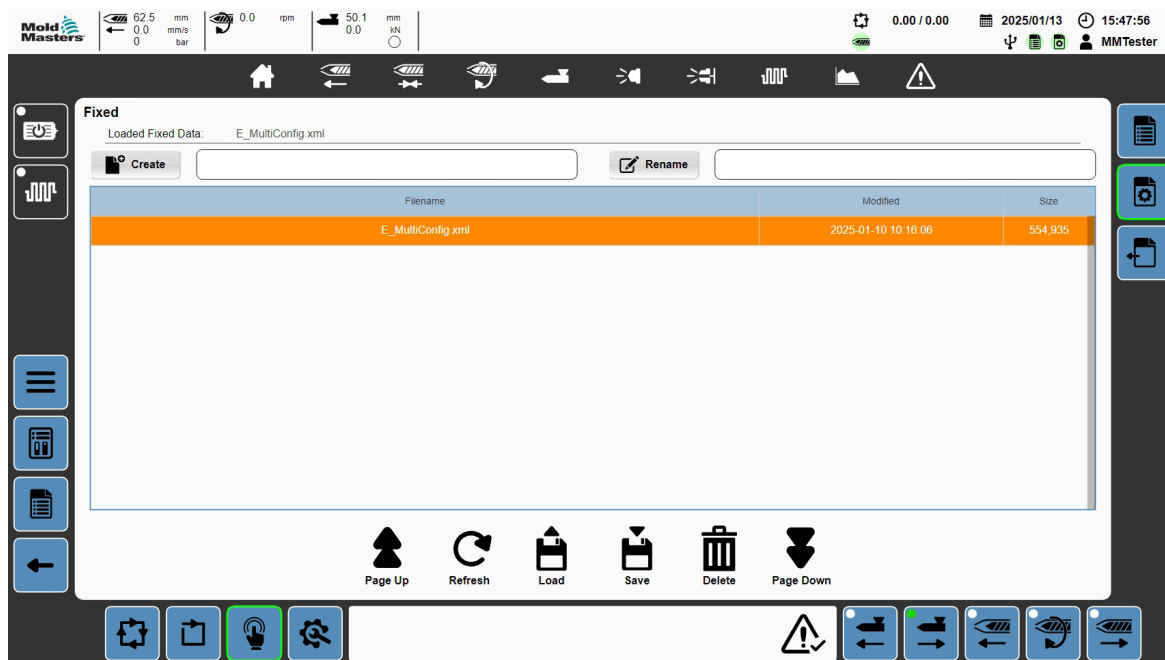 Mold
Masters
62.5 mm
0.0 mm/s
0 bar
0.0 rpm
50.1 mm
0.0 kN
0.00 / 0.00
2025/01/13
15:47:56
MMTester
Fixed
Loaded Fixed Data: E_MultiConfig.xml
Create
Rename
Filename Modified Size
E_MultiConfig.xml 2025-01-10 10:16:06 554,935
Page Up Refresh Load Save Delete Page Down